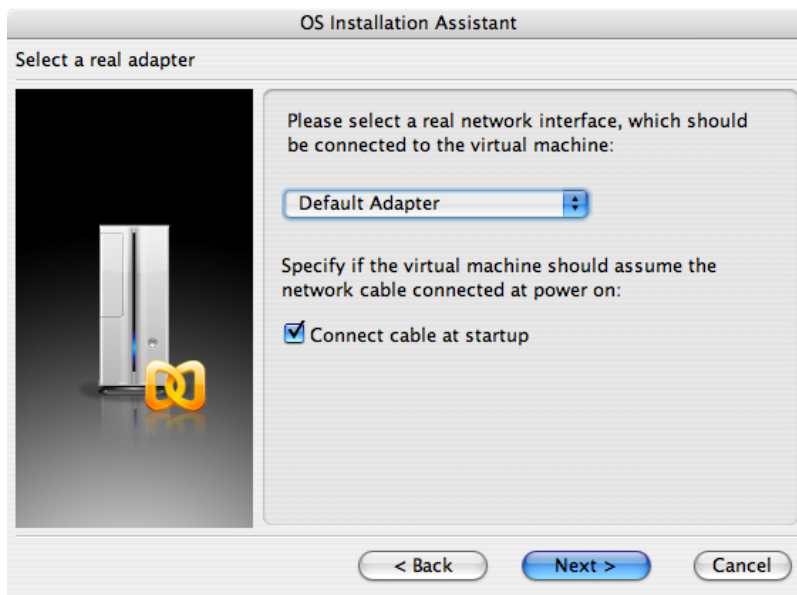 OS Installation Assistant
Select a real adapter
Please select a real network interface, which should
be connected to the virtual machine:
Default Adapter
Specify if the virtual machine should assume the
network cable connected at power on:
Connect cable at startup
< Back
Next >
Cancel